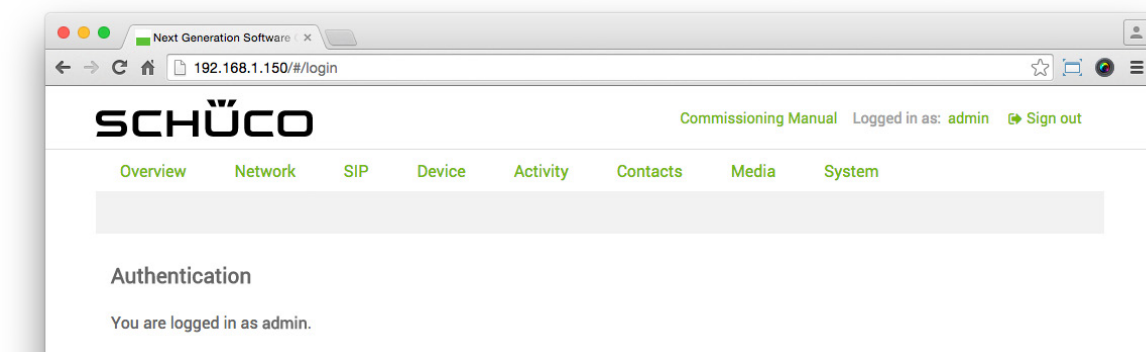 Next Generation Software
192.168.1.150/#/login
SCHÜCO
Commissioning Manual Logged in as: admin Sign out
Overview Network SIP Device Activity Contacts Media System
Authentication
You are logged in as admin.